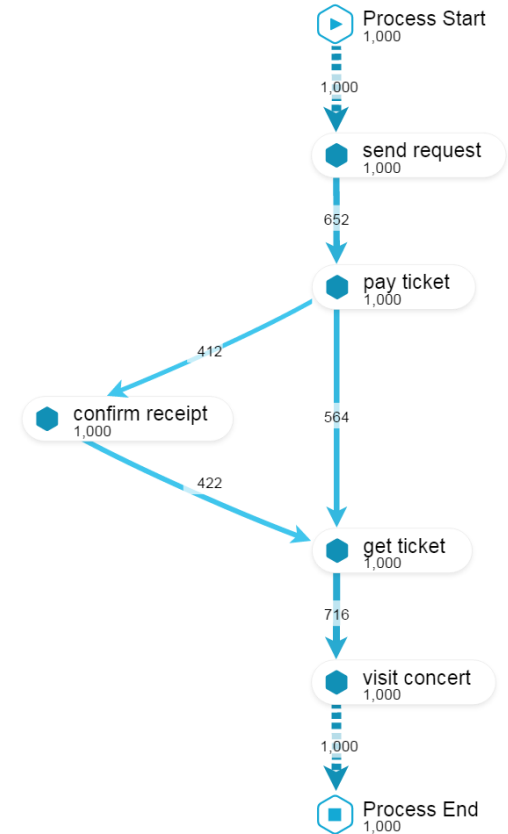 Process Start
1,000
1,000
send request
1,000
652
pay ticket
1,000
412
confirm receipt
1,000
564
422
get ticket
1,000
716
visit concert
1,000
1,000
Process End
1,000